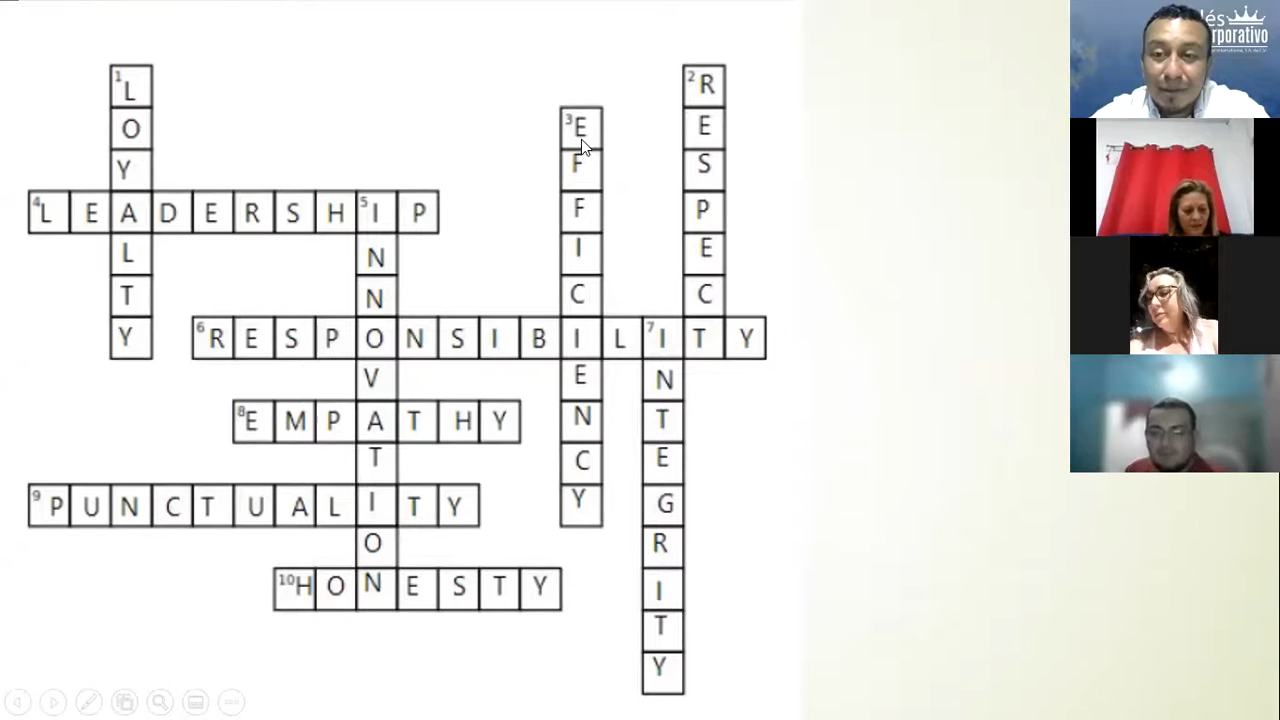 1 LOYALTY
2 RESPECT
3 EFFICIENCY
4 LEADERSHIP
5 INNOVATION
6 RESPONSIBILITY
7 INTEGRITY
8 EMPATHY
9 PUNCTUALITY
10 HONESTY